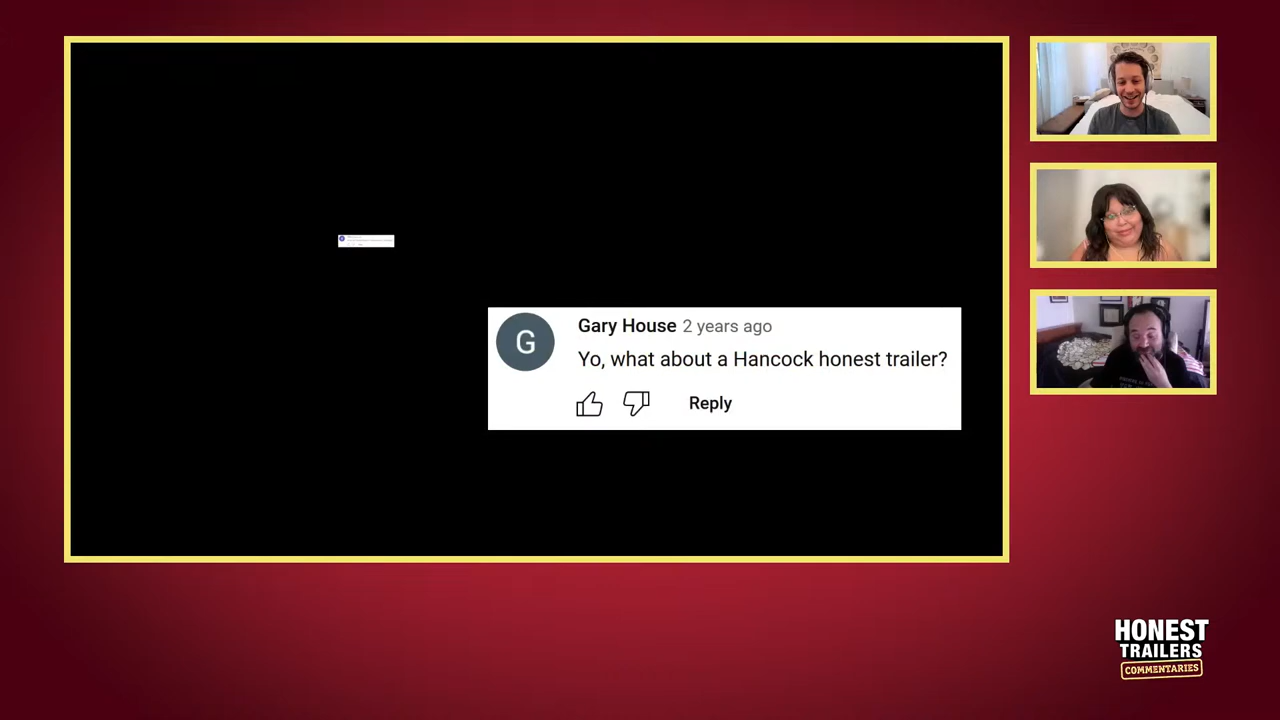 Gary House 2 years ago
Yo, what about a Hancock honest trailer?
Reply
G
HONEST
TRAILERS
COMMENTARIES